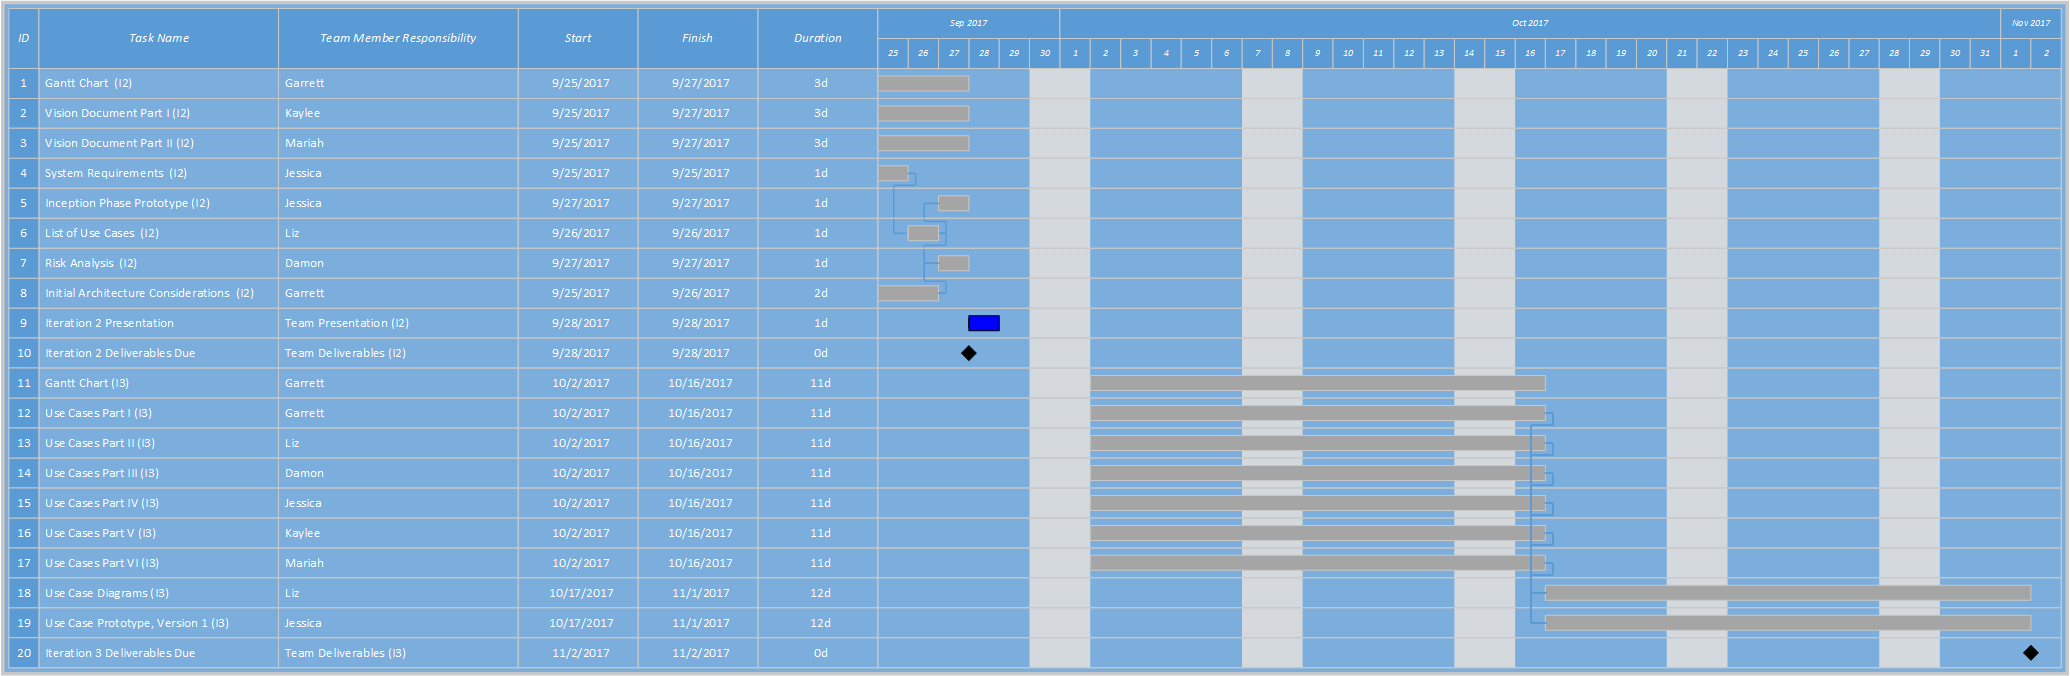 ID Task Name Team Member Responsibility Start Finish Duration Sep 2017 Oct 2017 Nov 2017
25 26 27 28 29 30 1 2 3 4 5 6 7 8 9 10 11 12 13 14 15 16 17 18 19 20 21 22 23 24 25 26 27 28 29 30 31 1 2
1 Gantt Chart (I2) Garrett 9/25/2017 9/27/2017 3d
2 Vision Document Part I (I2) Kaylee 9/25/2017 9/27/2017 3d
3 Vision Document Part II (I2) Mariah 9/25/2017 9/27/2017 3d
4 System Requirements (I2) Jessica 9/25/2017 9/25/2017 1d
5 Inception Phase Prototype (I2) Jessica 9/27/2017 9/27/2017 1d
6 List of Use Cases (I2) Liz 9/26/2017 9/26/2017 1d
7 Risk Analysis (I2) Damon 9/27/2017 9/27/2017 1d
8 Initial Architecture Considerations (I2) Garrett 9/25/2017 9/26/2017 2d
9 Iteration 2 Presentation Team Presentation (I2) 9/28/2017 9/28/2017 1d
10 Iteration 2 Deliverables Due Team Deliverables (I2) 9/28/2017 9/28/2017 0d
11 Gantt Chart (I3) Garrett 10/2/2017 10/16/2017 11d
12 Use Cases Part I (I3) Garrett 10/2/2017 10/16/2017 11d
13 Use Cases Part II (I3) Liz 10/2/2017 10/16/2017 11d
14 Use Cases Part III (I3) Damon 10/2/2017 10/16/2017 11d
15 Use Cases Part IV (I3) Jessica 10/2/2017 10/16/2017 11d
16 Use Cases Part V (I3) Kaylee 10/2/2017 10/16/2017 11d
17 Use Cases Part VI (I3) Mariah 10/2/2017 10/16/2017 11d
18 Use Case Diagrams (I3) Liz 10/17/2017 11/1/2017 12d
19 Use Case Prototype, Version 1 (I3) Jessica 10/17/2017 11/1/2017 12d
20 Iteration 3 Deliverables Due Team Deliverables (I3) 11/2/2017 11/2/2017 0d